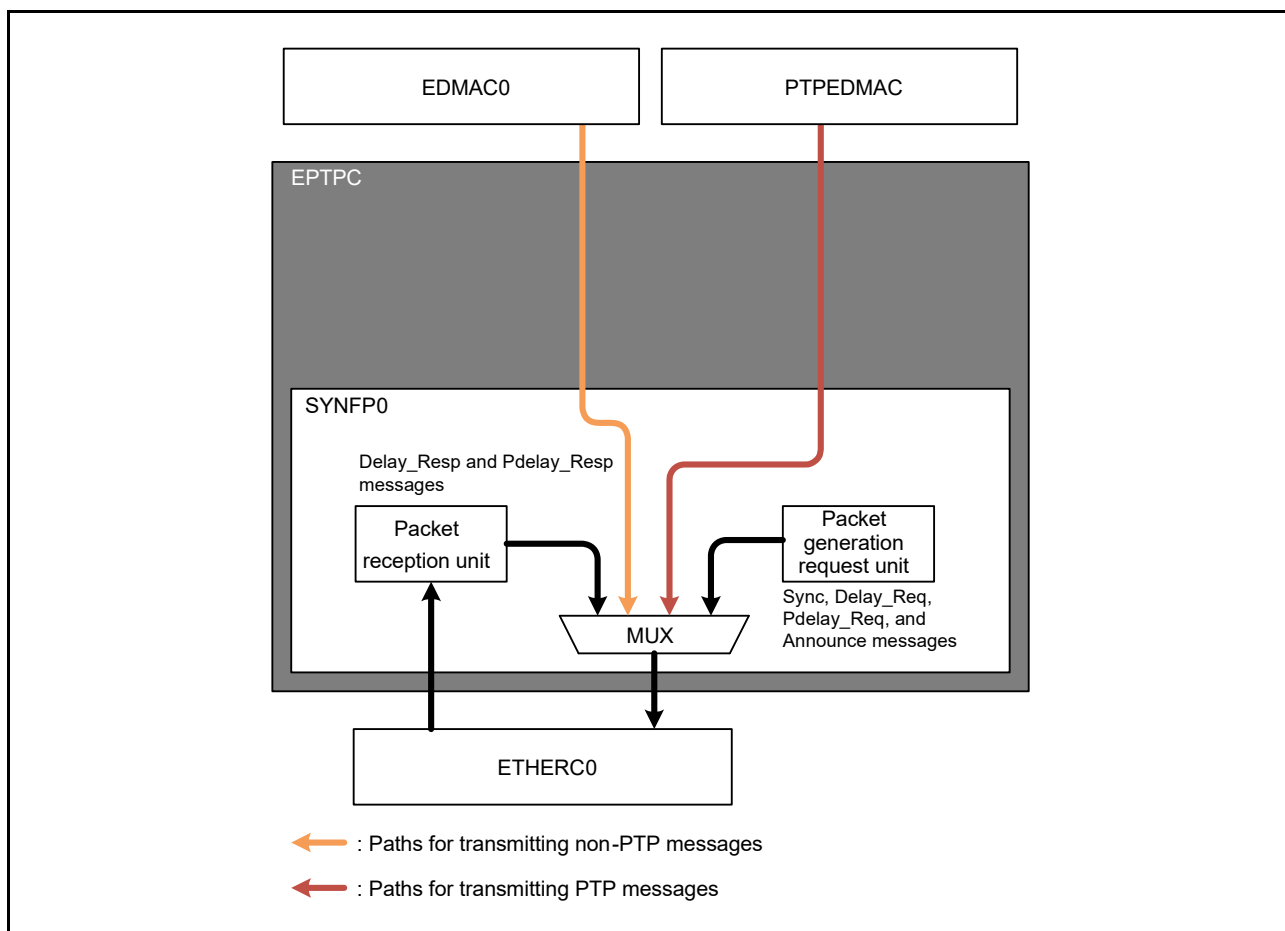 EDMAC0
PTPEDMAC
EPTPC
SYNFP0
Delay_Resp and Pdelay_Resp
messages
Packet
reception unit
Packet
generation
request unit
Sync, Delay_Req,
Pdelay_Req, and
Announce messages
MUX
ETHERC0
: Paths for transmitting non-PTP messages
: Paths for transmitting PTP messages